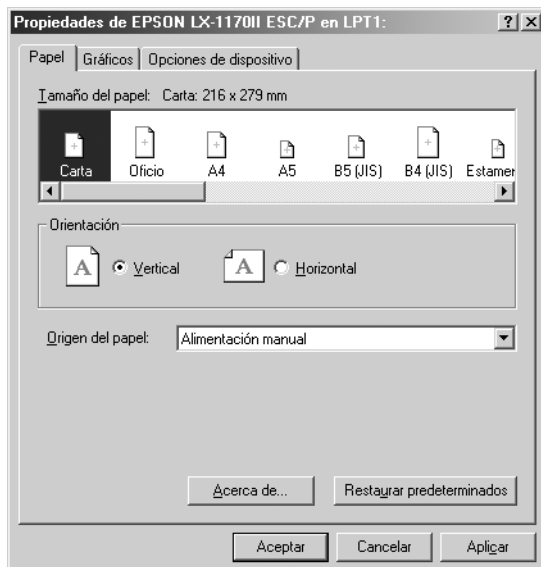 Propiedades de EPSON LX-1170II ESC/P en LPT1:
Papel Gráficos Opciones de dispositivo
Tamaño del papel: Carta: 216 x 279 mm
Carta Oficio A4 A5 B5 (JIS) B4 (JIS) Estamen
Orientación
A Vertical A Horizontal
Origen del papel: Alimentación manual
Acerca de... Restaurar predeterminados
Aceptar Cancelar Aplicar